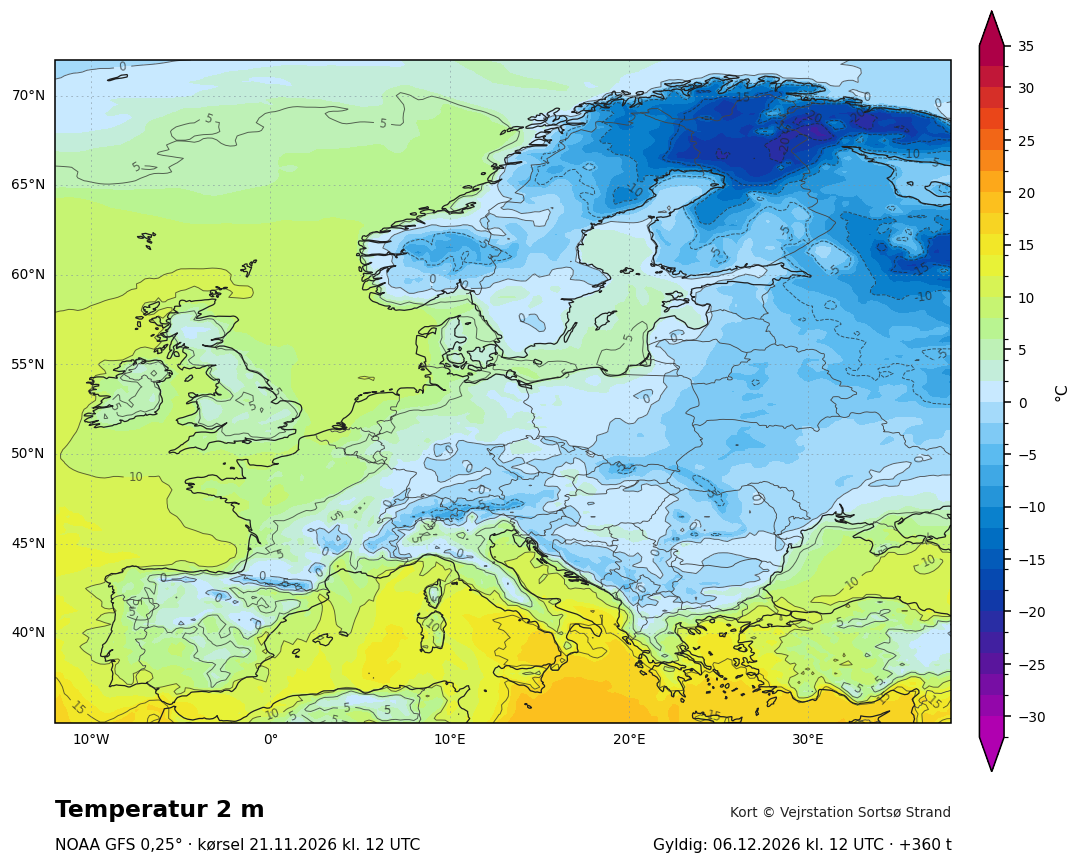 70°N
65°N
60°N
55°N
50°N
45°N
40°N
10°W
0°
10°E
20°E
30°E
35
30
25
20
15
10
5
0
−5
−10
−15
−20
−25
−30
°C
Temperatur 2 m
Kort © Vejrstation Sortsø Strand
NOAA GFS 0,25° · kørsel 21.11.2026 kl. 12 UTC
Gyldig: 06.12.2026 kl. 12 UTC · +360 t